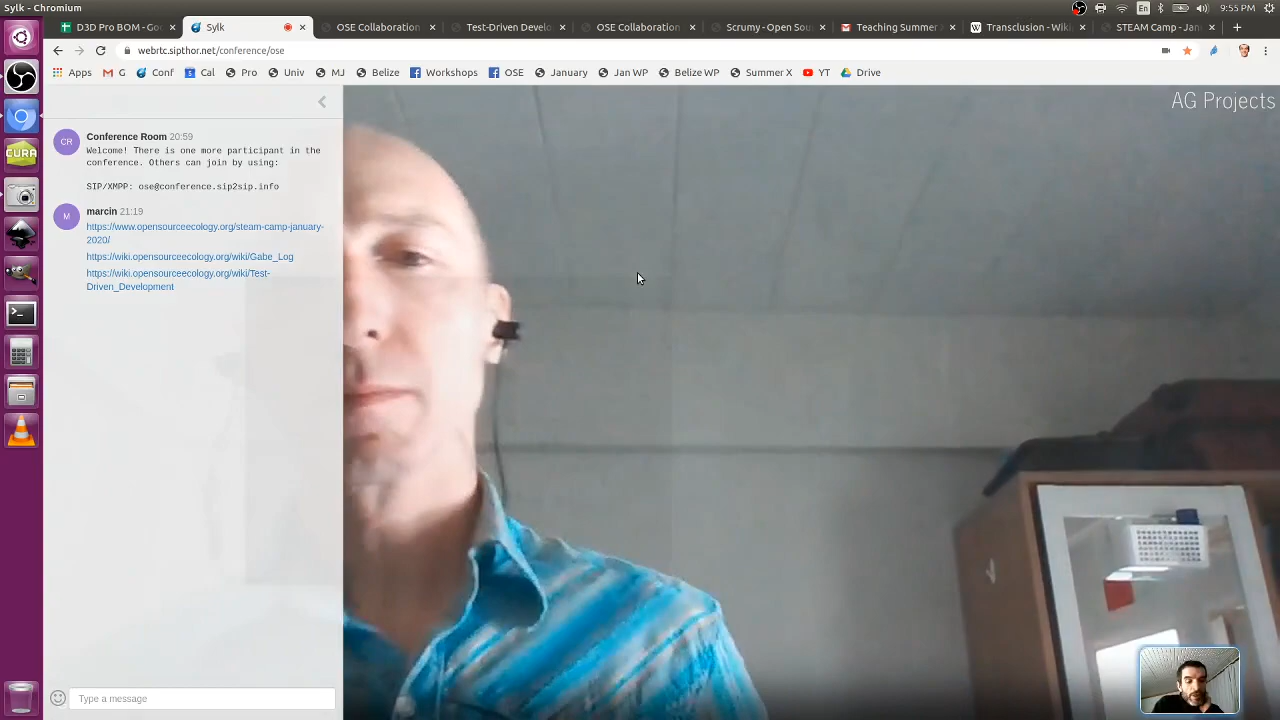 Sylk - Chromium
En
9:55 PM
D3D Pro BOM - Goo
Sylk
OSE Collaboration
Test-Driven Develo
OSE Collaboration
Scrumy - Open Sou
Teaching Summer X
Transclusion - Wiki
STEAM Camp - Jan
webrtc.sipthor.net/conference/ose
Apps
G
Conf
Cal
Pro
Univ
MJ
Belize
Workshops
OSE
January
Jan WP
Belize WP
Summer X
YT
Drive
AG Projects
CR
Conference Room 20:59
Welcome! There is one more participant in the
conference. Others can join by using:
SIP/XMPP: ose@conference.sip2sip.info
M
marcin 21:19
https://www.opensourceecology.org/steam-camp-january-
2020/
https://wiki.opensourceecology.org/wiki/Gabe_Log
https://wiki.opensourceecology.org/wiki/Test-
Driven_Development
CURA
Type a message